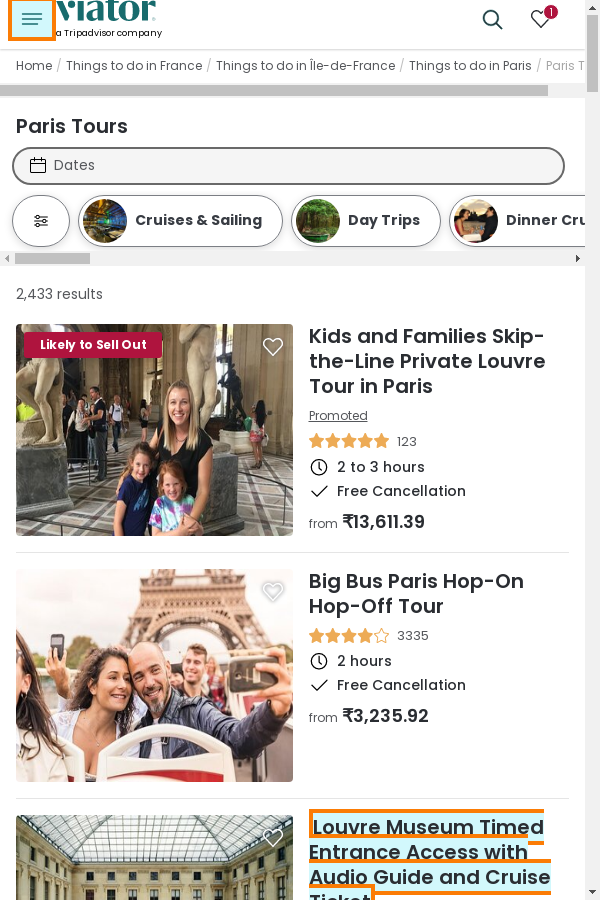 viator
1
a Tripadvisor company
Home / Things to do in France / Things to do in Île-de-France / Things to do in Paris / Paris T
Paris Tours
Dates
Cruises & Sailing
Day Trips
Dinner Cru
2,433 results
Likely to Sell Out
Kids and Families Skip-
the-Line Private Louvre
Tour in Paris
Promoted
123
2 to 3 hours
Free Cancellation
from ₹13,611.39
Big Bus Paris Hop-On
Hop-Off Tour
3335
2 hours
Free Cancellation
from ₹3,235.92
Louvre Museum Timed
Entrance Access with
Audio Guide and Cruise
Ticket